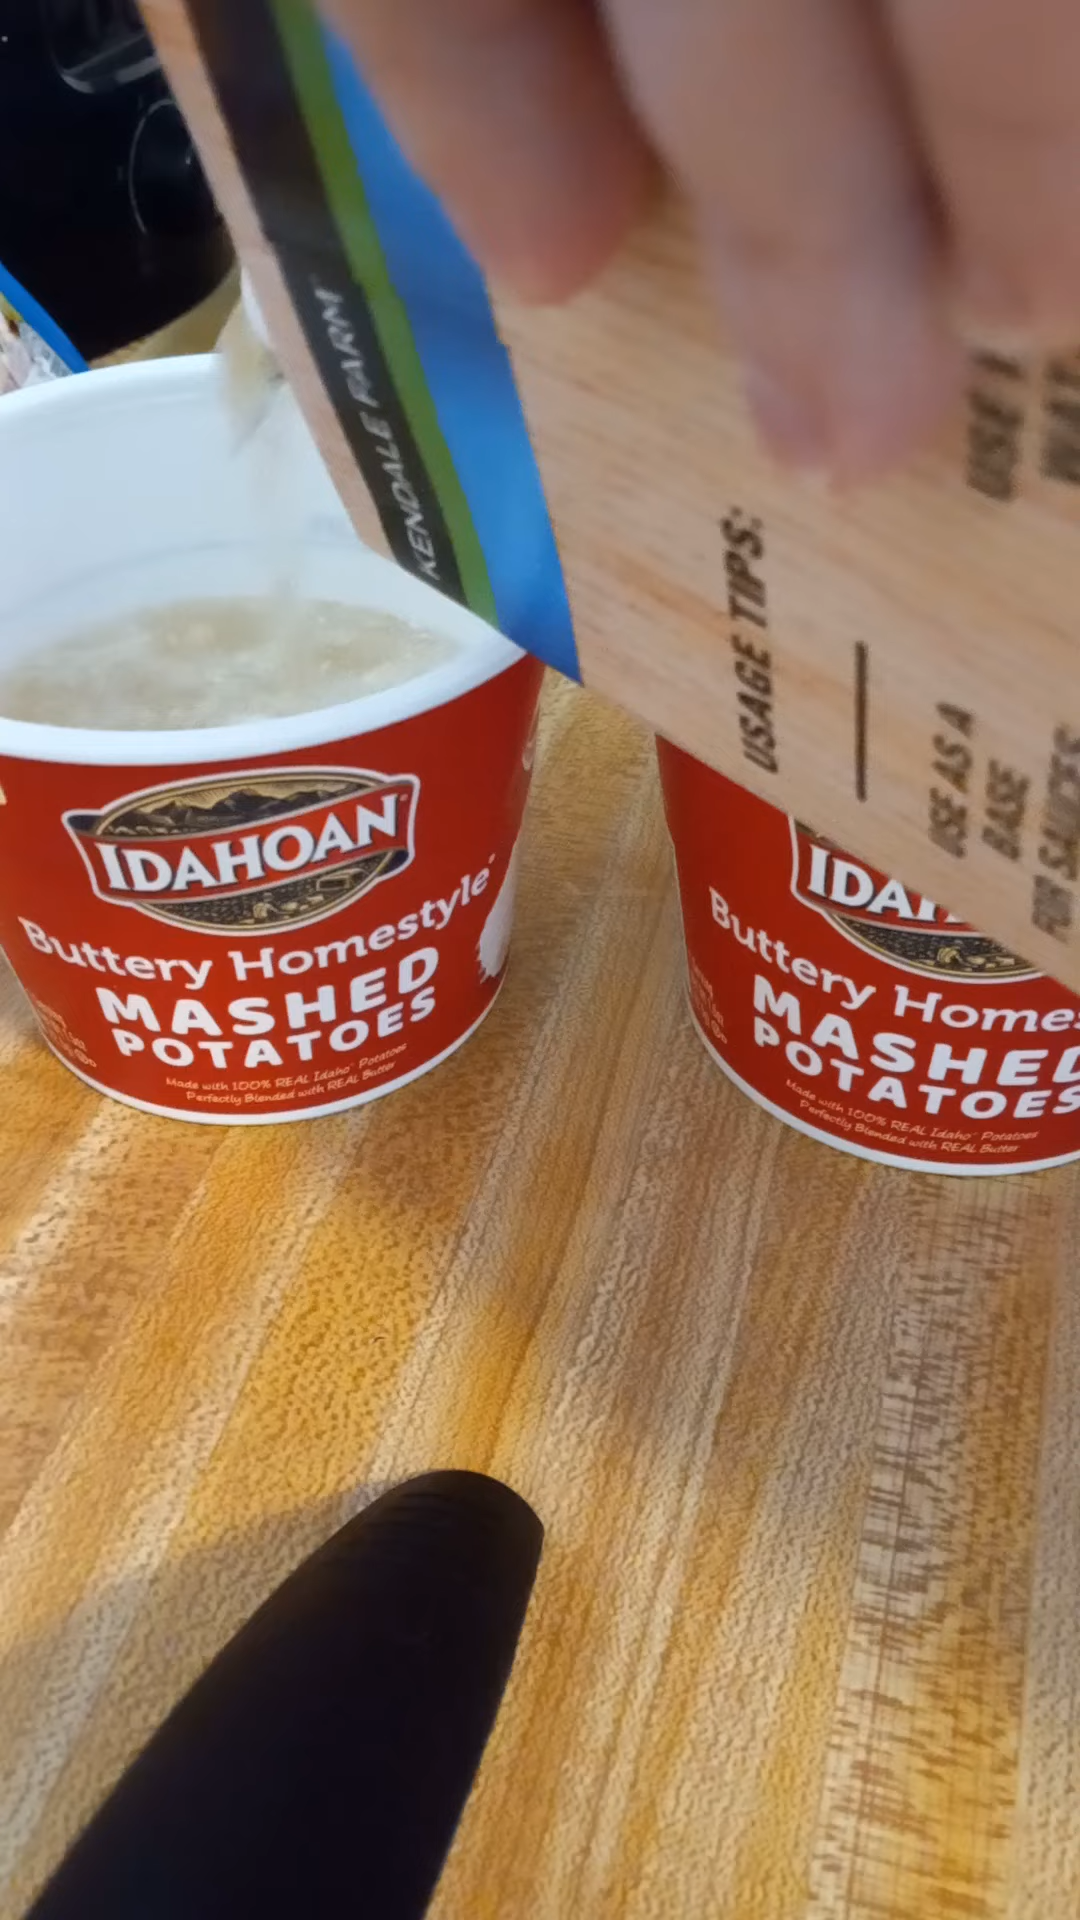 KENDALE FARM
USAGE TIPS:
USE AS A
BASE
FOR SAUCES
IDAHOAN
Buttery Homestyle
MASHED
POTATOES
Made with 100% REAL Idaho Potatoes
Perfectly Blended with REAL Butter
Buttery Homes
MASHED
POTATOES
Made with 100% REAL Idaho Potatoes
Perfectly Blended with REAL Butter